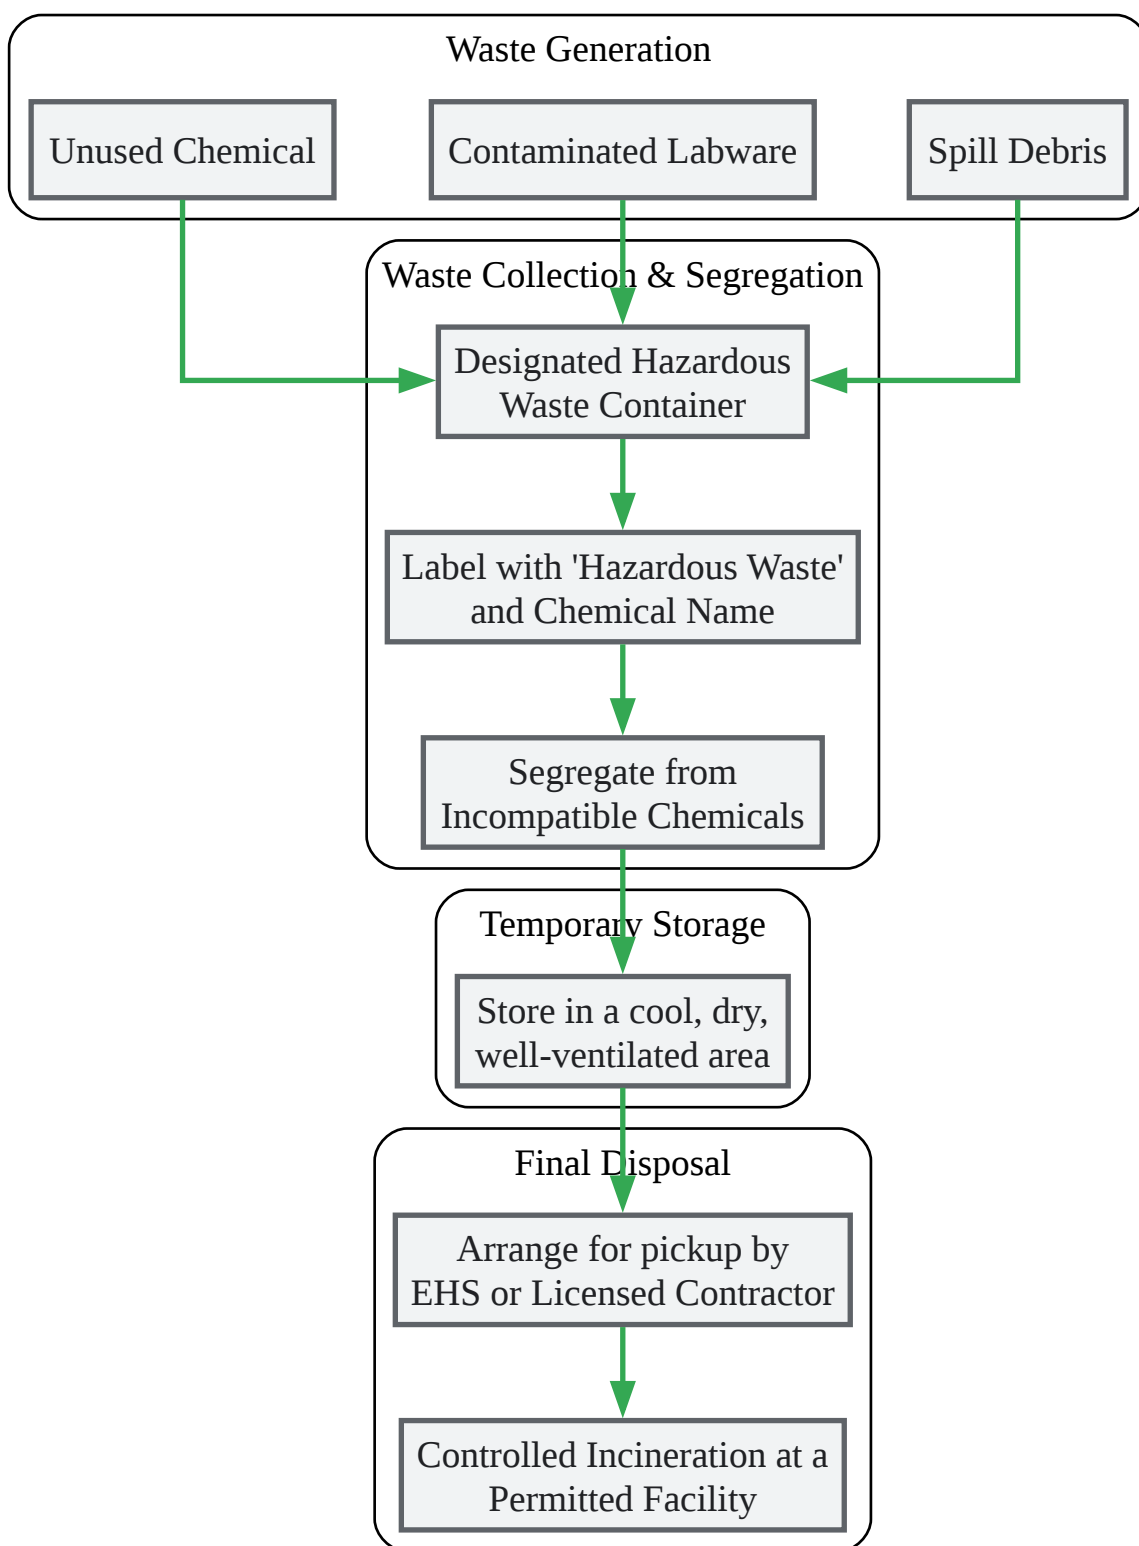 Waste Generation
Unused Chemical
Contaminated Labware
Spill Debris
Waste Collection & Segregation
Designated Hazardous
Waste Container
Label with 'Hazardous Waste'
and Chemical Name
Segregate from
Incompatible Chemicals
Temporary Storage
Store in a cool, dry,
well-ventilated area
Final Disposal
Arrange for pickup by
EHS or Licensed Contractor
Controlled Incineration at a
Permitted Facility